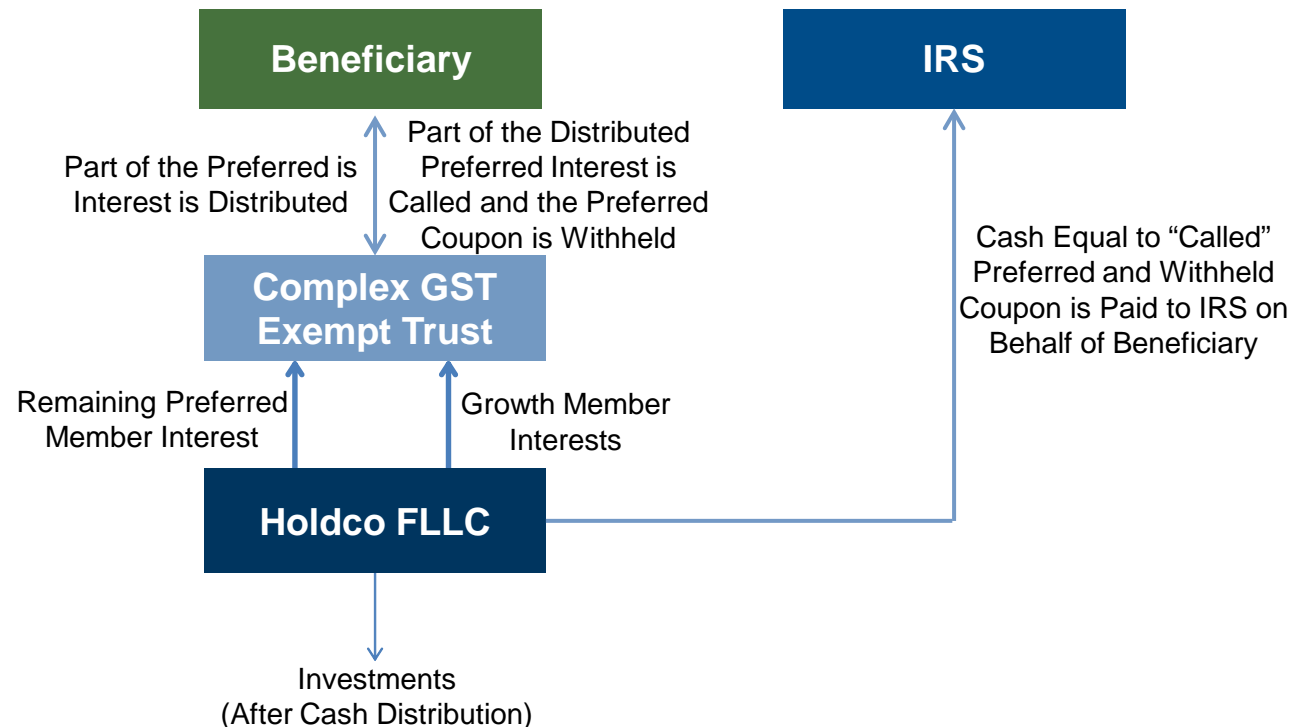 Beneficiary
IRS
Part of the Preferred is
Interest is Distributed
Part of the Distributed
Preferred Interest is
Called and the Preferred
Coupon is Withheld
Cash Equal to “Called”
Preferred and Withheld
Coupon is Paid to IRS on
Behalf of Beneficiary
Complex GST
Exempt Trust
Remaining Preferred
Member Interest
Growth Member
Interests
Holdco FLLC
Investments
(After Cash Distribution)